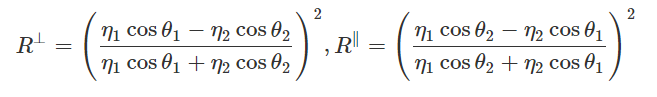 R^⊥ = ( (η₁ cos θ₁ − η₂ cos θ₂) / (η₁ cos θ₁ + η₂ cos θ₂) )², R^∥ = ( (η₁ cos θ₂ − η₂ cos θ₁) / (η₁ cos θ₂ + η₂ cos θ₁) )²